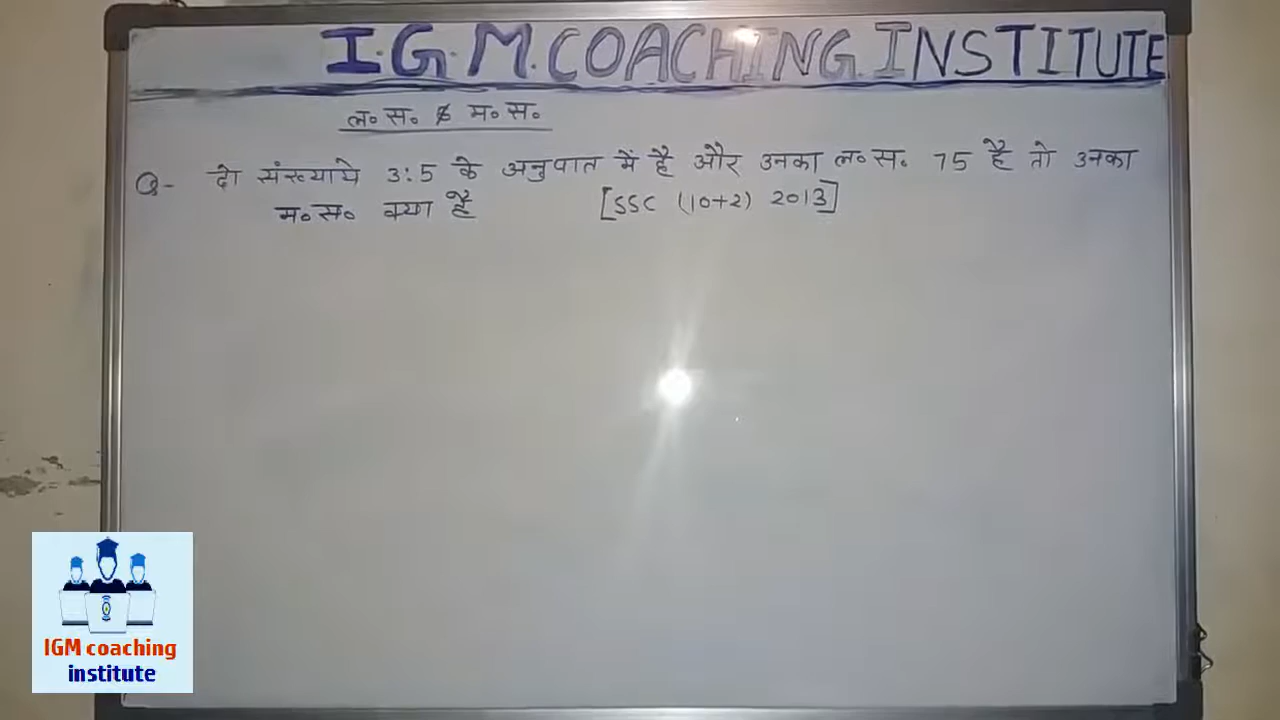 I.G.M. COACHING INSTITUTE
ल॰ स॰ & म॰ स॰
Q- दो संख्याये 3:5 के अनुपात में है और उनका ल॰ स॰ 75 है तो उनका
म॰ स॰ क्या है [SSC (10+2) 2013]
IGM coaching
institute